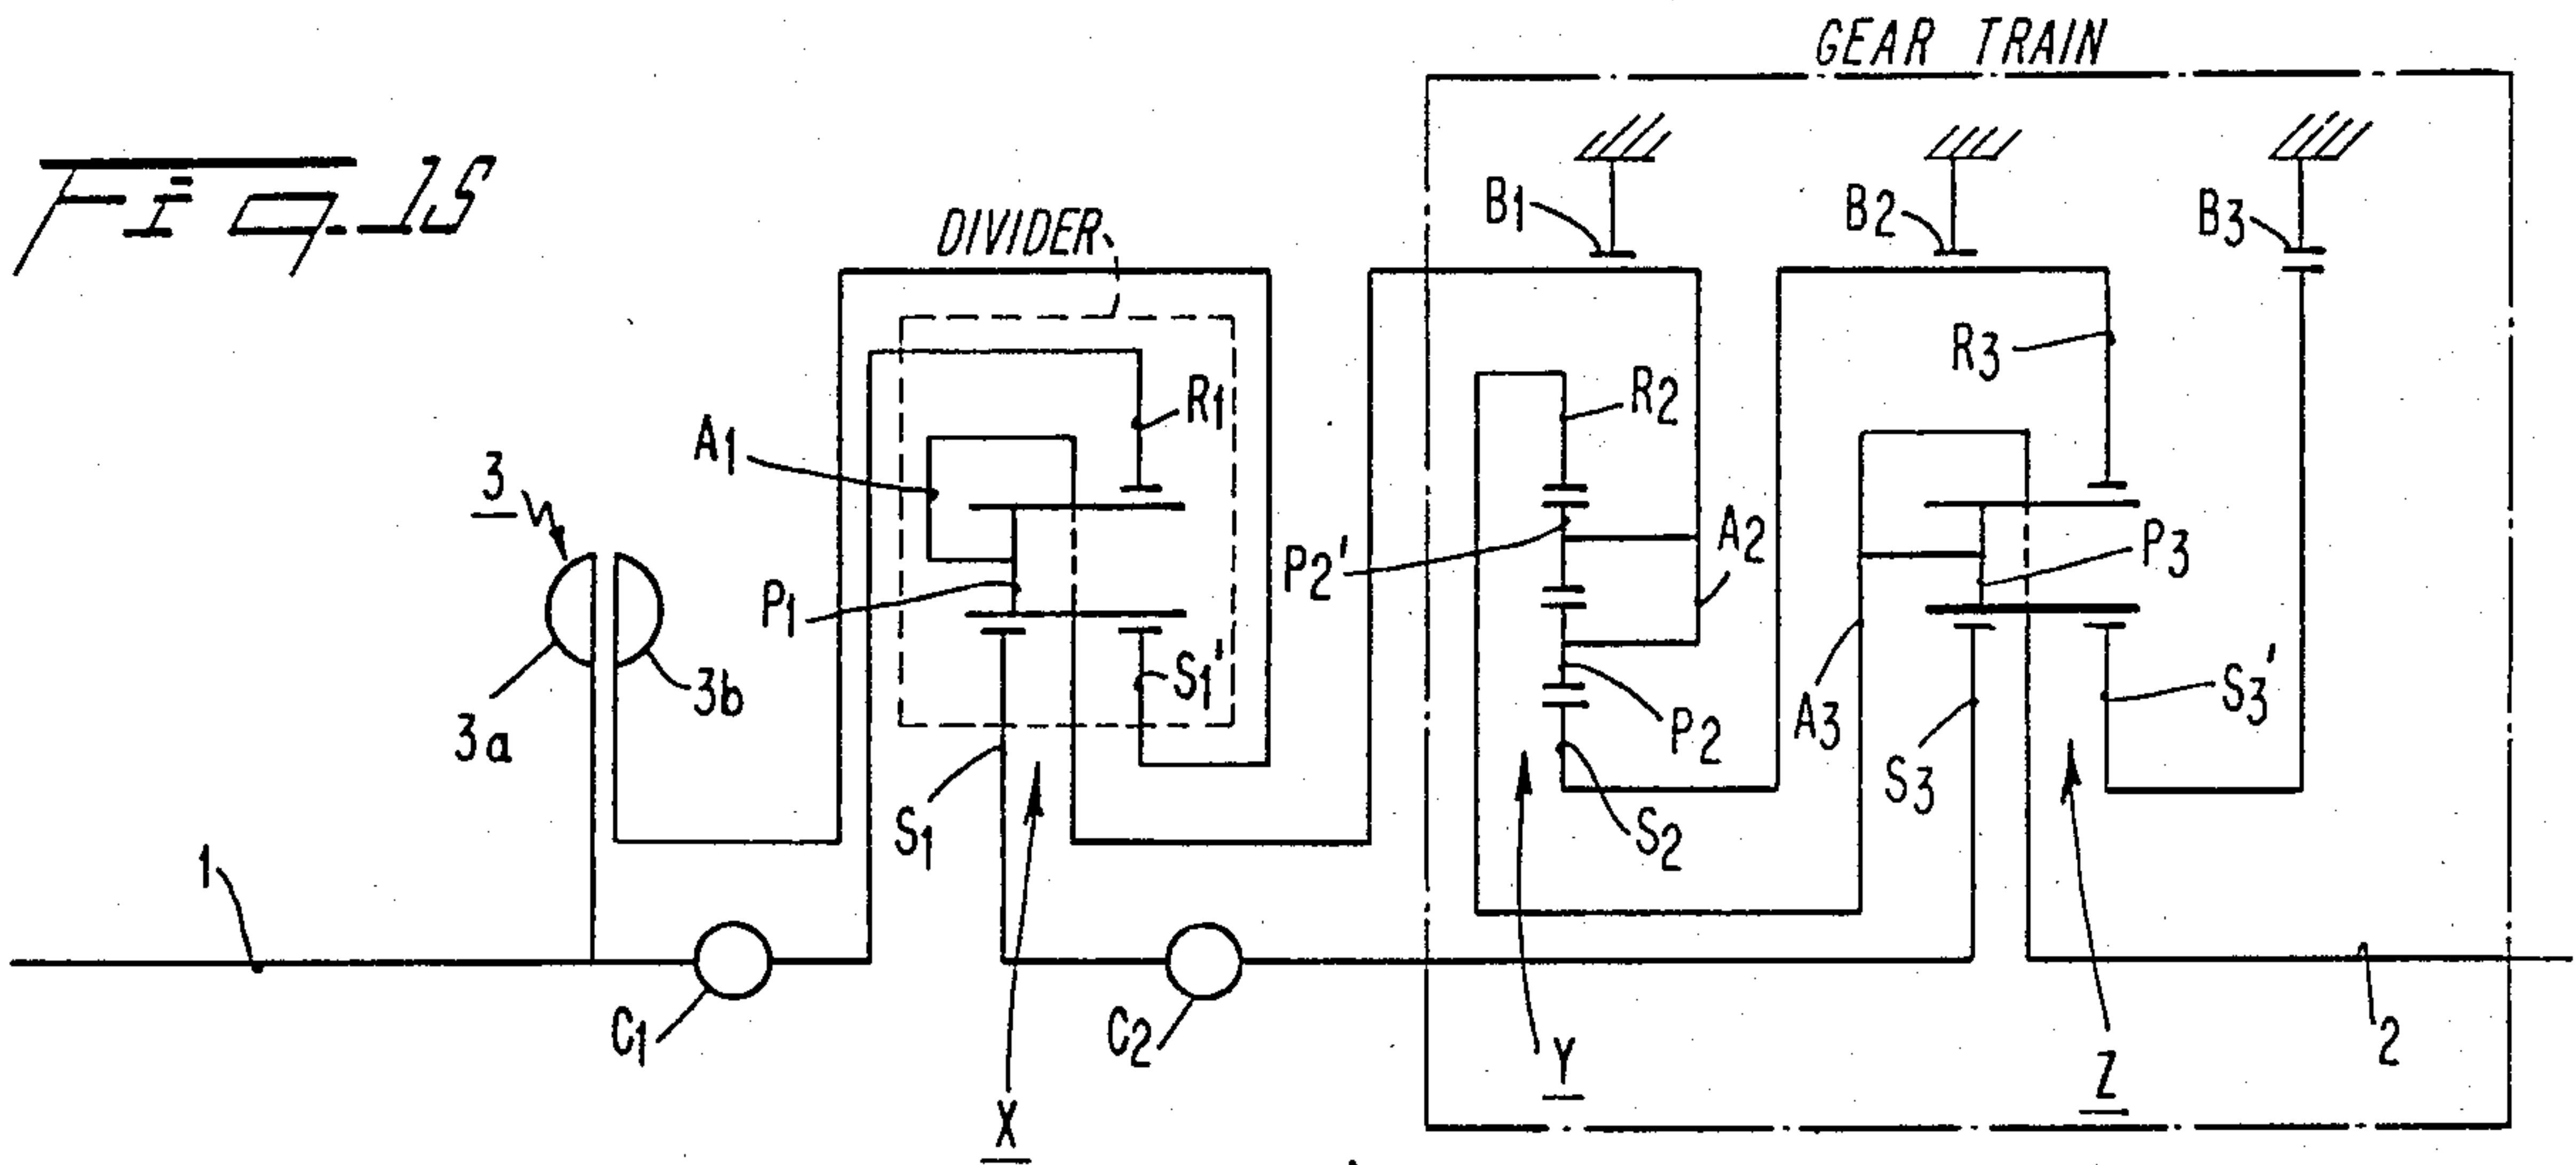 GEAR TRAIN
Fig. 15
DIVIDER
B1
B2
B3
R3
R2
R1
A1
3
P2'
A2
P3
P1
3a
3b
S1'
P2
A3
S3'
S3
S1
S2
1
C1
C2
Y
Z
2
X